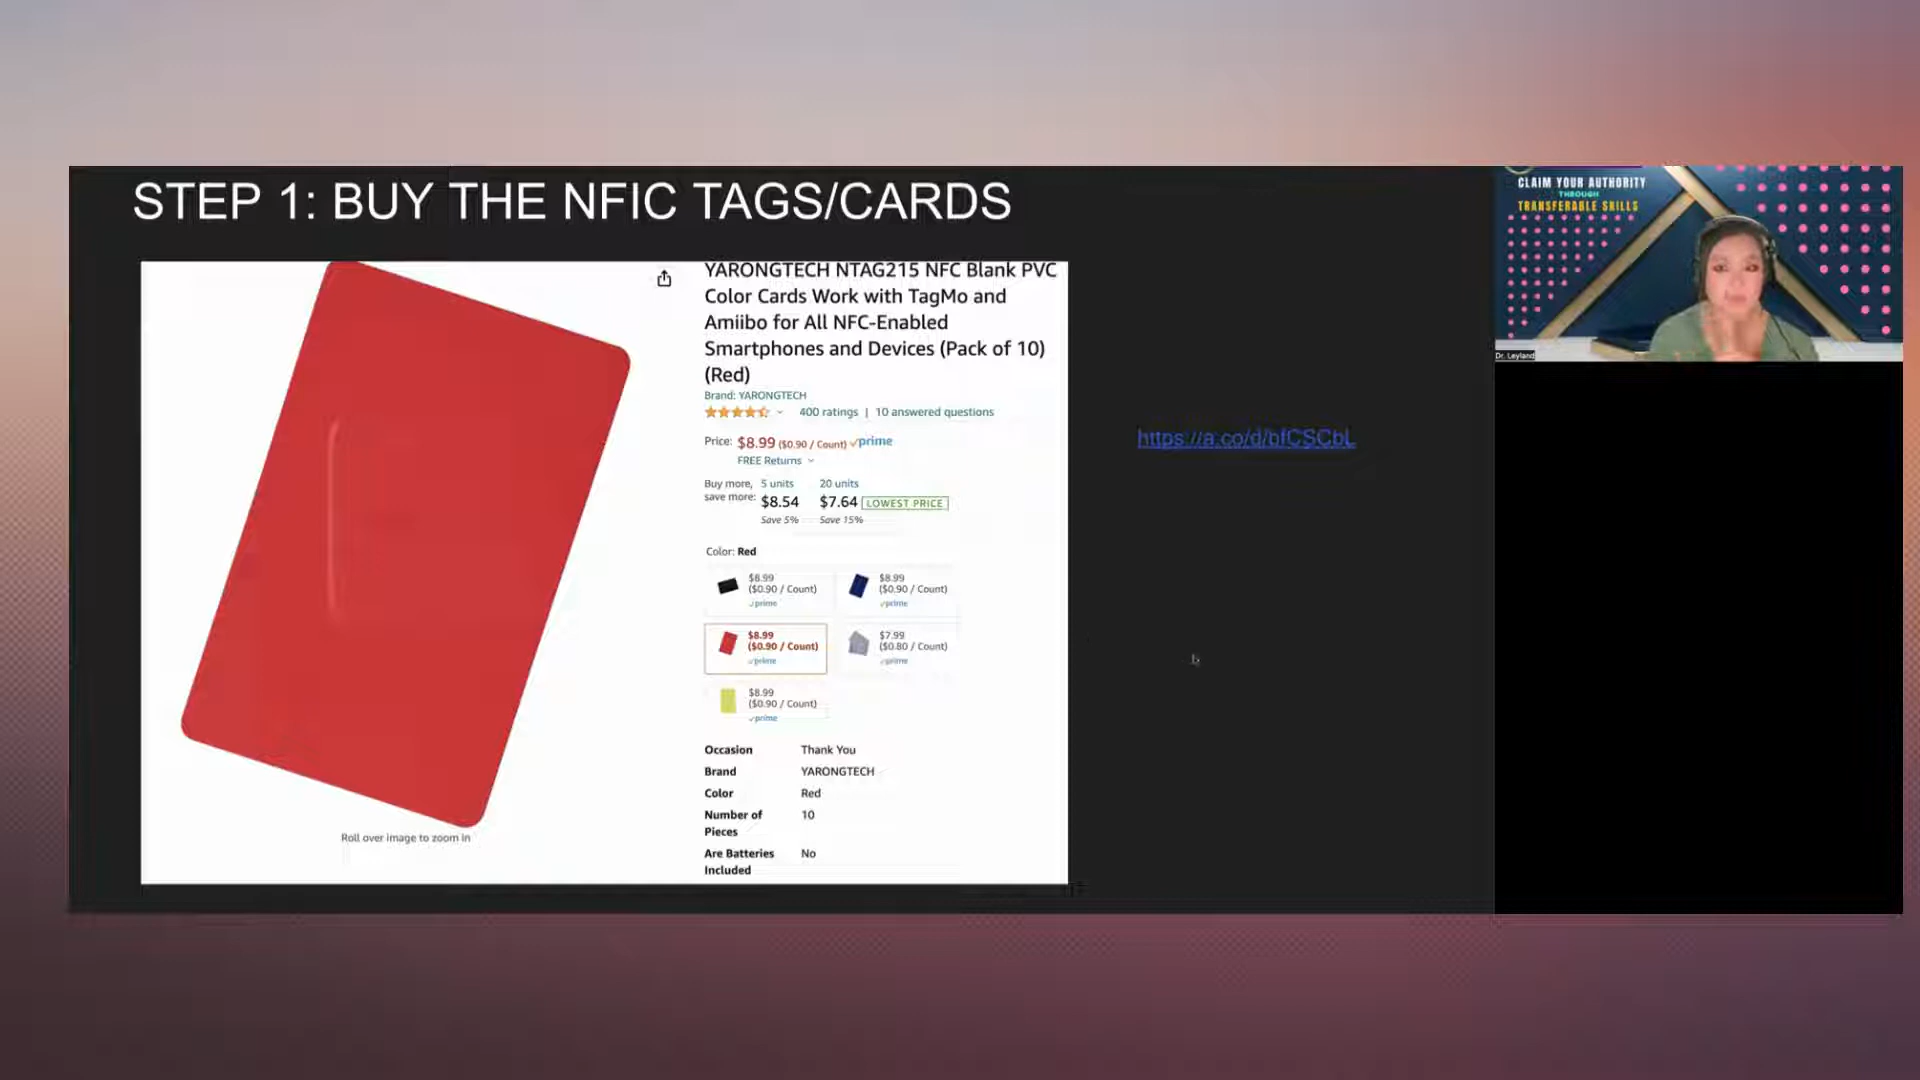 STEP 1: BUY THE NFIC TAGS/CARDS
CLAIM YOUR AUTHORITY
THROUGH
TRANSFERABLE SKILLS
Dr. Leyland
YARONGTECH NTAG215 NFC Blank PVC
Color Cards Work with TagMo and
Amiibo for All NFC-Enabled
Smartphones and Devices (Pack of 10)
(Red)
Brand: YARONGTECH
400 ratings | 10 answered questions
Price: $8.99 ($0.90 / Count) prime
FREE Returns
Buy more, 5 units 20 units
save more: $8.54 $7.64 LOWEST PRICE
Save 5% Save 15%
Color: Red
$8.99 $8.99
($0.90 / Count) ($0.90 / Count)
prime prime
$8.99 $7.99
($0.90 / Count) ($0.80 / Count)
prime prime
$8.99
($0.90 / Count)
prime
Occasion Thank You
Brand YARONGTECH
Color Red
Number of 10
Pieces
Are Batteries No
Included
Roll over image to zoom in
https://a.co/d/bfCSCbL